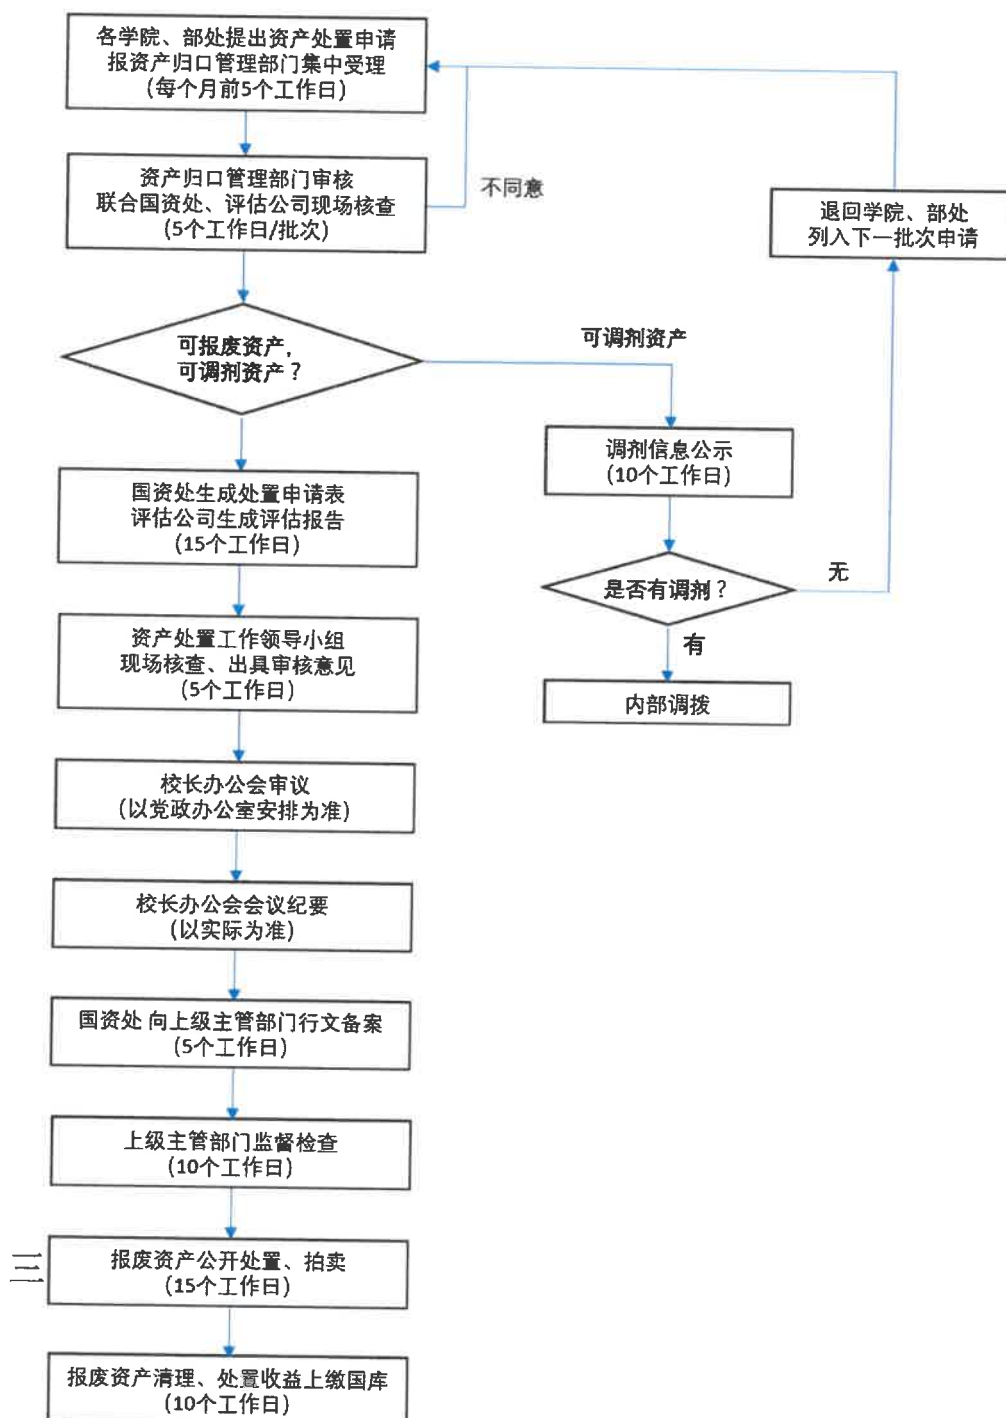 各学院、部处提出资产处置申请
报资产归口管理部门集中受理
(每个月前5个工作日)
资产归口管理部门审核
联合国资处、评估公司现场核查
(5个工作日/批次)
不同意
退回学院、部处
列入下一批次申请
可报废资产，
可调剂资产？
可调剂资产
调剂信息公示
(10个工作日)
国资处生成处置申请表
评估公司生成评估报告
(15个工作日)
是否有调剂？
无
有
内部调拨
资产处置工作领导小组
现场核查、出具审核意见
(5个工作日)
校长办公会审议
(以党政办公室安排为准)
校长办公会会议纪要
(以实际为准)
国资处 向上级主管部门行文备案
(5个工作日)
上级主管部门监督检查
(10个工作日)
三
报废资产公开处置、拍卖
(15个工作日)
报废资产清理、处置收益上缴国库
(10个工作日)